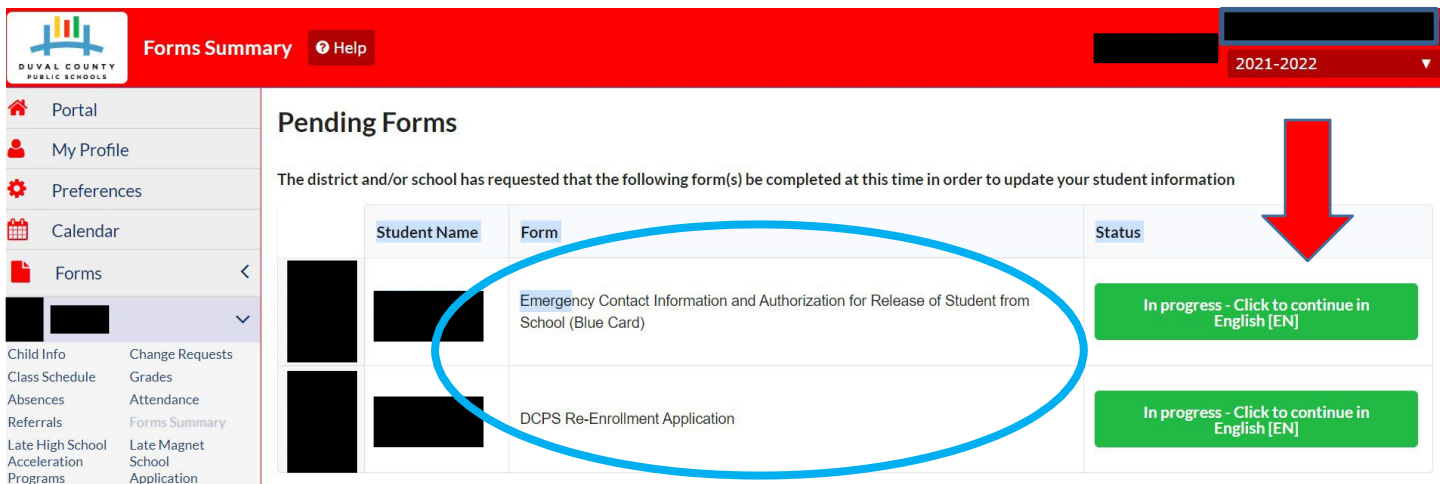 DUVAL COUNTY
PUBLIC SCHOOLS
Forms Summary
Help
2021-2022
Portal
My Profile
Preferences
Calendar
Forms
Child Info Change Requests
Class Schedule Grades
Absences Attendance
Referrals Forms Summary
Late High School Late Magnet
Acceleration School
Programs Application
Pending Forms
The district and/or school has requested that the following form(s) be completed at this time in order to update your student information
Student Name Form Status
Emergency Contact Information and Authorization for Release of Student from
School (Blue Card)
In progress - Click to continue in
English [EN]
DCPS Re-Enrollment Application
In progress - Click to continue in
English [EN]